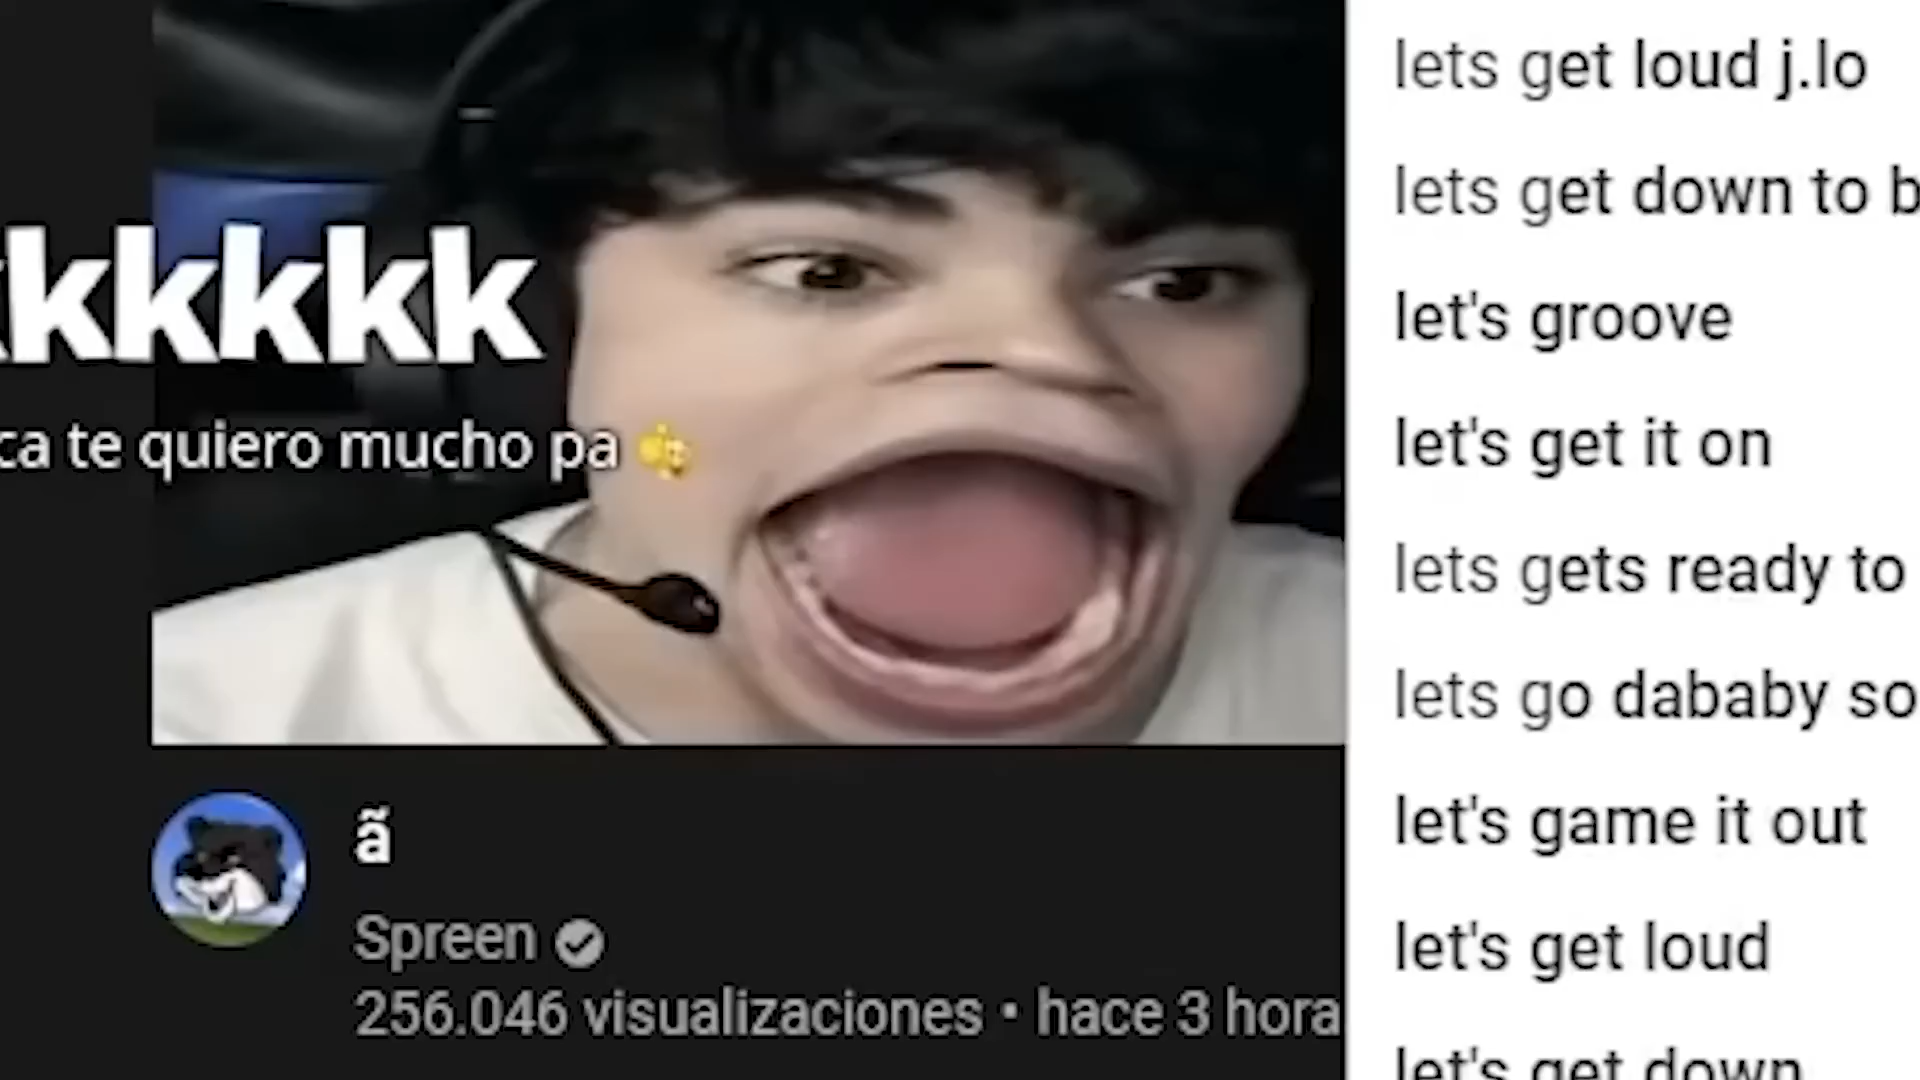 kkkkk
ca te quiero mucho pa
ã
Spreen
256.046 visualizaciones • hace 3 hora
lets get loud j.lo
lets get down to b
let's groove
let's get it on
lets gets ready to
lets go dababy so
let's game it out
let's get loud
let's get down